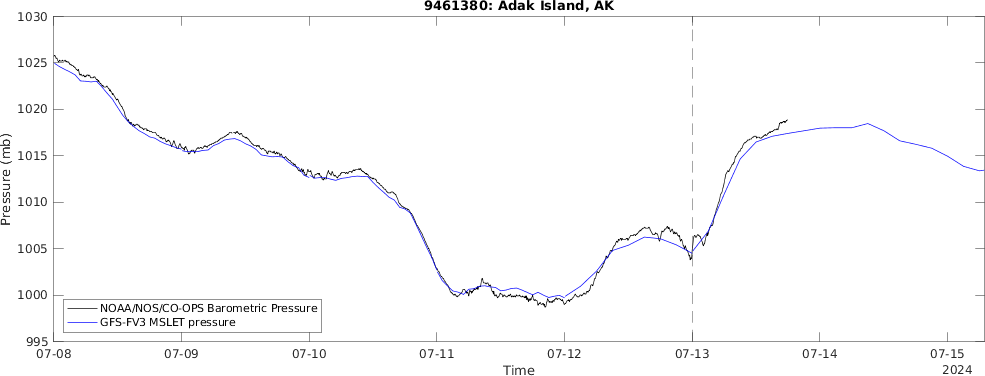 9461380: Adak Island, AK
1030
1025
1020
1015
1010
1005
1000
995
Pressure (mb)
NOAA/NOS/CO-OPS Barometric Pressure
GFS-FV3 MSLET pressure
07-08 07-09 07-10 07-11 07-12 07-13 07-14 07-15
Time
2024